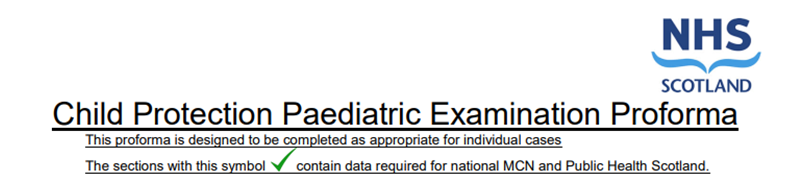 NHS
SCOTLAND
Child Protection Paediatric Examination Proforma
This proforma is designed to be completed as appropriate for individual cases
The sections with this symbol contain data required for national MCN and Public Health Scotland.